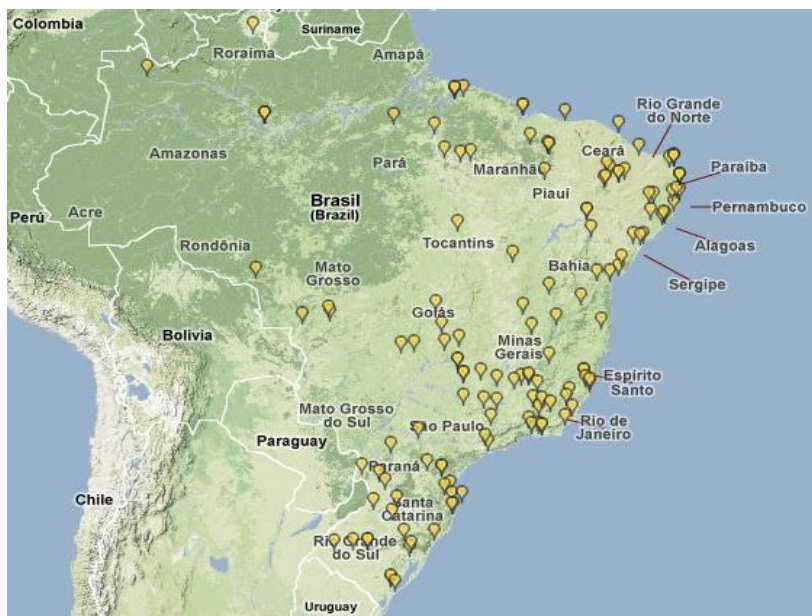 Colombia
Suriname
Roraima
Amapá
Rio Grande
do Norte
Amazonas
Pará
Maranhã
Ceará
Paraíba
Piauí
Brasil
(Brazil)
Pernambuco
Perú
Acre
Tocantins
Alagoas
Rondônia
Mato
Grosso
Bahia
Sergipe
Goiás
Bolivia
Minas
Gerais
Espirito
Santo
Mato Grosso
do Sul
São Paulo
Rio de
Janeiro
Paraguay
Paraná
Chile
Santa
Catarina
Rio Grande
do Sul
Uruguay